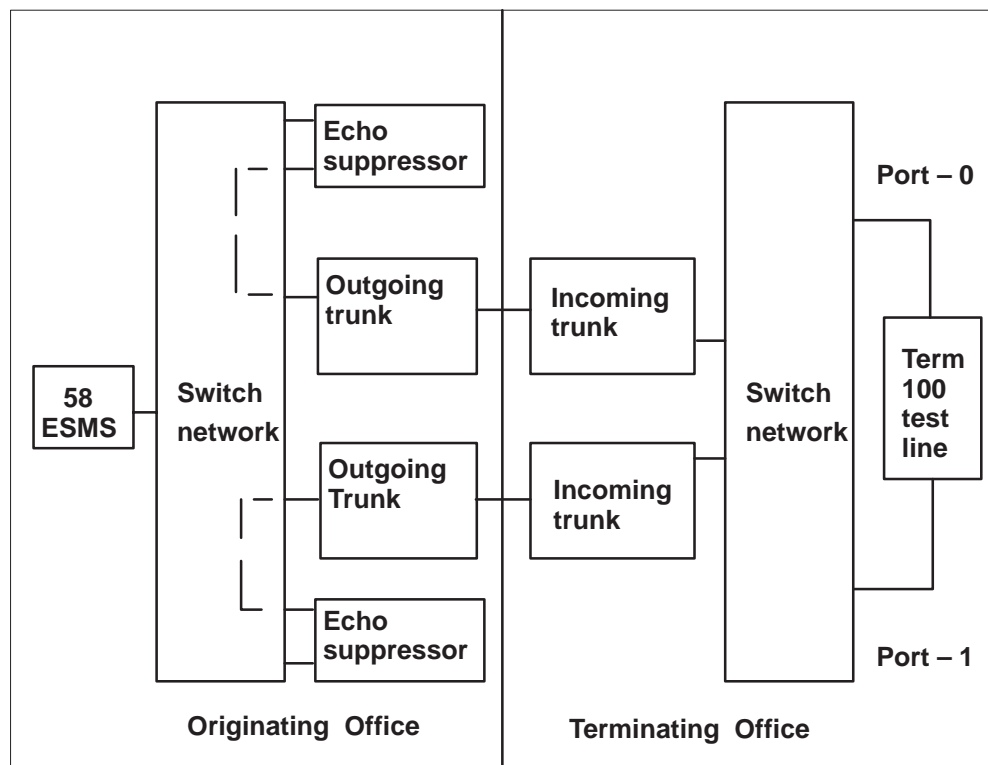 Echo
suppressor
Port – 0
Outgoing
trunk
Incoming
trunk
58
ESMS
Switch
network
Switch
network
Term
100
test
line
Outgoing
Trunk
Incoming
trunk
Echo
suppressor
Port – 1
Originating Office
Terminating Office